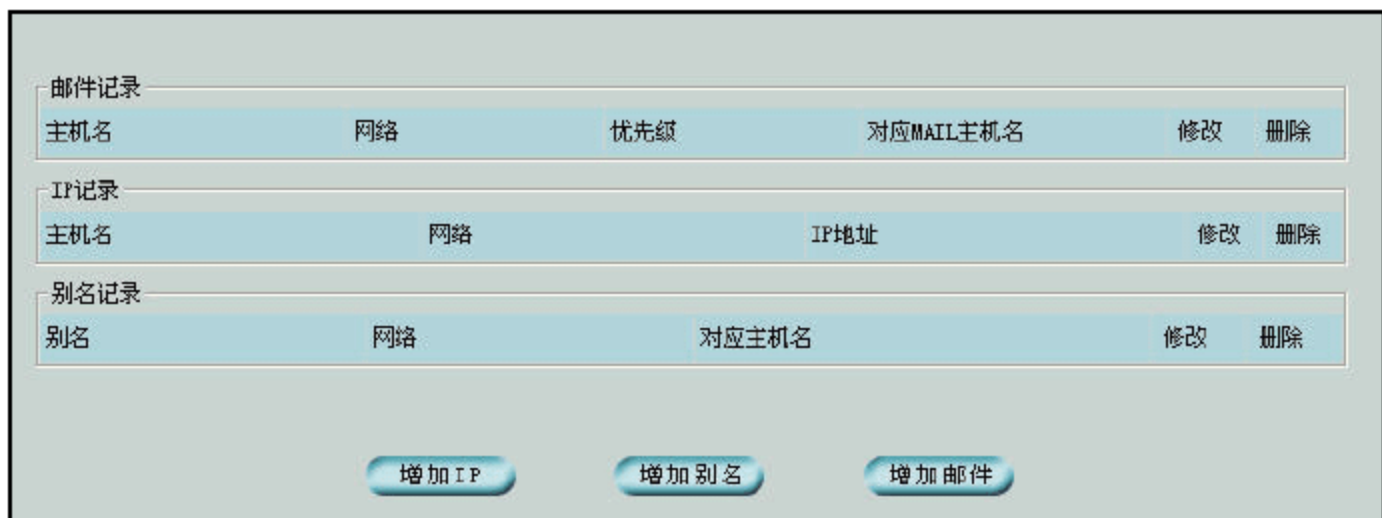 邮件记录
主机名 网络 优先级 对应MAIL主机名 修改 删除
IP记录
主机名 网络 IP地址 修改 删除
别名记录
别名 网络 对应主机名 修改 删除
增加IP 增加别名 增加邮件